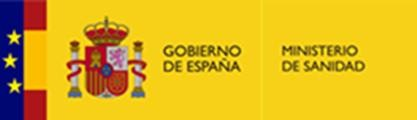 GOBIERNO
DE ESPAÑA
MINISTERIO
DE SANIDAD